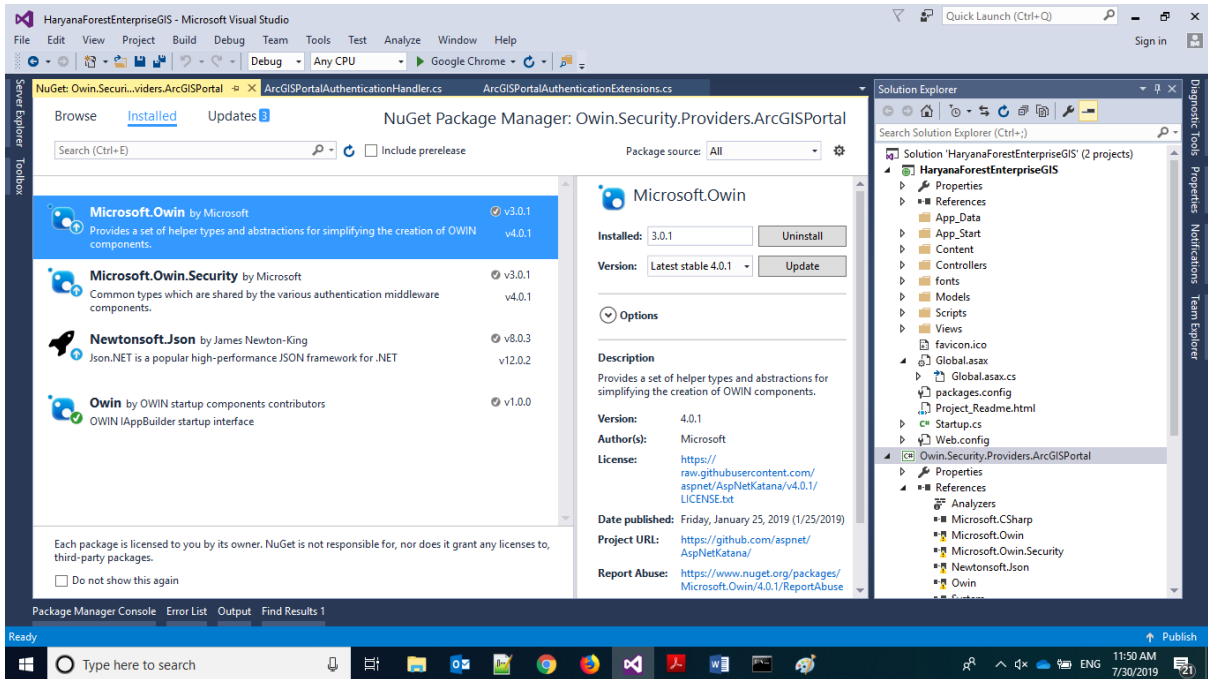 HaryanaForestEnterpriseGIS - Microsoft Visual Studio
Quick Launch (Ctrl+Q)
File Edit View Project Build Debug Team Tools Test Analyze Window Help
Sign in
Debug Any CPU Google Chrome
Server Explorer
Toolbox
NuGet: Owin.Securi...viders.ArcGISPortal ArcGISPortalAuthenticationHandler.cs ArcGISPortalAuthenticationExtensions.cs
Browse Installed Updates 3
NuGet Package Manager: Owin.Security.Providers.ArcGISPortal
Search (Ctrl+E) Include prerelease
Package source: All
Microsoft.Owin by Microsoft v3.0.1
Provides a set of helper types and abstractions for simplifying the creation of OWIN v4.0.1
components.
Microsoft.Owin.Security by Microsoft v3.0.1
Common types which are shared by the various authentication middleware v4.0.1
components.
Newtonsoft.Json by James Newton-King v8.0.3
Json.NET is a popular high-performance JSON framework for .NET v12.0.2
Owin by OWIN startup components contributors v1.0.0
OWIN IAppBuilder startup interface
Each package is licensed to you by its owner. NuGet is not responsible for, nor does it grant any licenses to,
third-party packages.
Do not show this again
Microsoft.Owin
Installed: 3.0.1 Uninstall
Version: Latest stable 4.0.1 Update
Options
Description
Provides a set of helper types and abstractions for
simplifying the creation of OWIN components.
Version: 4.0.1
Author(s): Microsoft
License: https://
raw.githubusercontent.com/
aspnet/AspNetKatana/v4.0.1/
LICENSE.txt
Date published: Friday, January 25, 2019 (1/25/2019)
Project URL: https://github.com/aspnet/
AspNetKatana/
Report Abuse: https://www.nuget.org/packages/
Microsoft.Owin/4.0.1/ReportAbuse
Solution Explorer
Search Solution Explorer (Ctrl+;)
Solution 'HaryanaForestEnterpriseGIS' (2 projects)
HaryanaForestEnterpriseGIS
Properties
References
App_Data
App_Start
Content
Controllers
fonts
Models
Scripts
Views
favicon.ico
Global.asax
Global.asax.cs
packages.config
Project_Readme.html
C# Startup.cs
Web.config
C# Owin.Security.Providers.ArcGISPortal
Properties
References
Analyzers
Microsoft.CSharp
Microsoft.Owin
Microsoft.Owin.Security
Newtonsoft.Json
Owin
System
Diagnostic Tools
Properties
Notifications
Team Explorer
Package Manager Console Error List Output Find Results 1
Ready
Publish
Type here to search
ENG
11:50 AM
7/30/2019
21